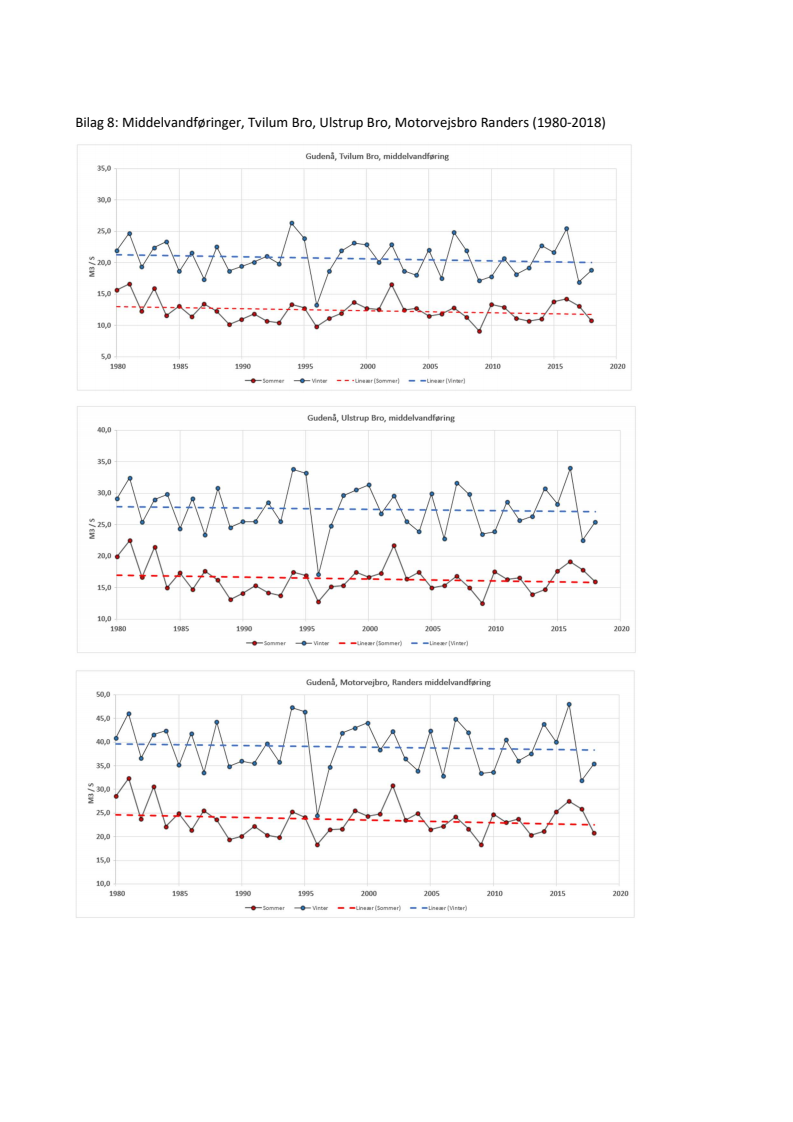 Bilag 8: Middelvandføringer, Tvilum Bro, Ulstrup Bro, Motorvejsbro Randers (1980-2018)
Gudenå, Tvilum Bro, middelvandføring
35,0
30,0
25,0
20,0
15,0
10,0
5,0
M3 / S
1980 1985 1990 1995 2000 2005 2010 2015 2020
Sommer Vinter Lineær (Sommer) Lineær (Vinter)
Gudenå, Ulstrup Bro, middelvandføring
40,0
35,0
30,0
25,0
20,0
15,0
10,0
M3 / S
1980 1985 1990 1995 2000 2005 2010 2015 2020
Sommer Vinter Lineær (Sommer) Lineær (Vinter)
Gudenå, Motorvejbro, Randers middelvandføring
50,0
45,0
40,0
35,0
30,0
25,0
20,0
15,0
10,0
M3 / S
1980 1985 1990 1995 2000 2005 2010 2015 2020
Sommer Vinter Lineær (Sommer) Lineær (Vinter)